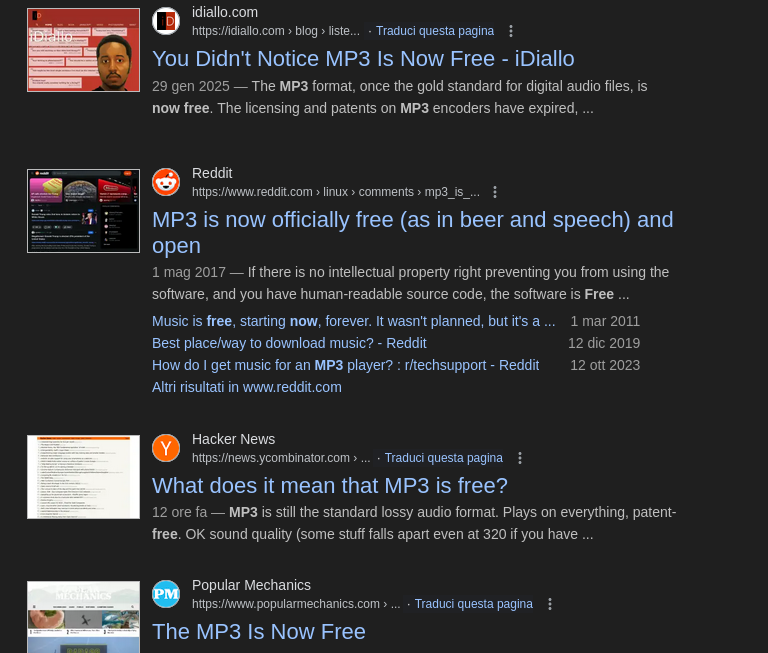 idiallo.com
https://idiallo.com › blog › liste... · Traduci questa pagina
You Didn't Notice MP3 Is Now Free - iDiallo
29 gen 2025 — The MP3 format, once the gold standard for digital audio files, is
now free. The licensing and patents on MP3 encoders have expired, ...
Reddit
https://www.reddit.com › linux › comments › mp3_is_...
MP3 is now officially free (as in beer and speech) and
open
1 mag 2017 — If there is no intellectual property right preventing you from using the
software, and you have human-readable source code, the software is Free ...
Music is free, starting now, forever. It wasn't planned, but it's a ... 1 mar 2011
Best place/way to download music? - Reddit 12 dic 2019
How do I get music for an MP3 player? : r/techsupport - Reddit 12 ott 2023
Altri risultati in www.reddit.com
Hacker News
https://news.ycombinator.com › ... · Traduci questa pagina
What does it mean that MP3 is free?
12 ore fa — MP3 is still the standard lossy audio format. Plays on everything, patent-
free. OK sound quality (some stuff falls apart even at 320 if you have ...
PM
Popular Mechanics
https://www.popularmechanics.com › ... · Traduci questa pagina
The MP3 Is Now Free